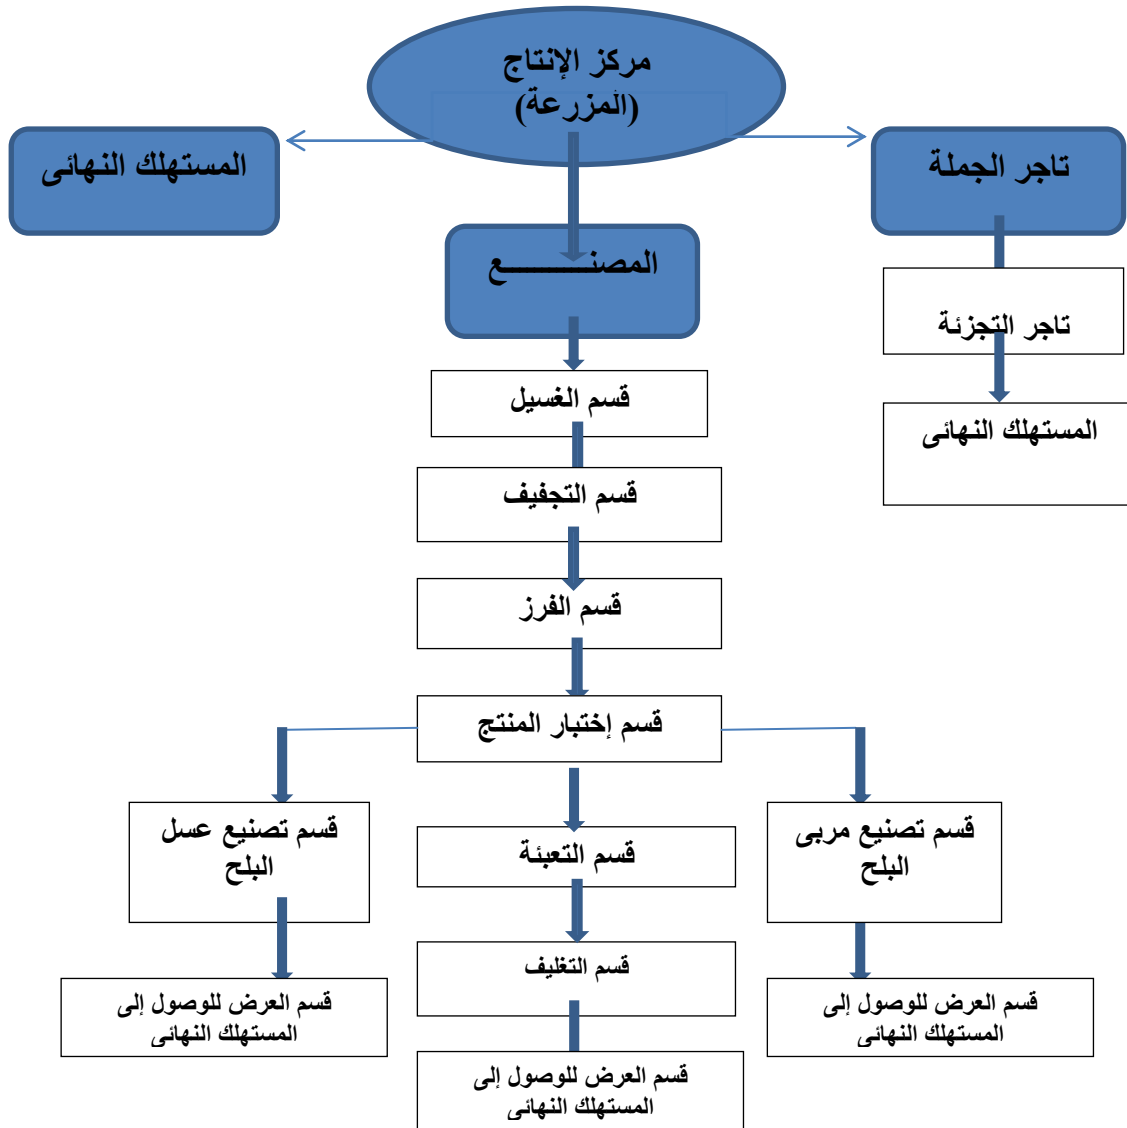 مركز الإنتاج
(المزرعة)
تاجر الجملة
المستهلك النهائى
المصنـــــــــــع
تاجر التجزئة
المستهلك النهائى
قسم الغسيل
قسم التجفيف
قسم الفرز
قسم إختبار المنتج
قسم تصنيع مربى
البلح
قسم التعبئة
قسم تصنيع عسل
البلح
قسم التغليف
قسم العرض للوصول إلى
المستهلك النهائى
قسم العرض للوصول إلى
المستهلك النهائى
قسم العرض للوصول إلى
المستهلك النهائى